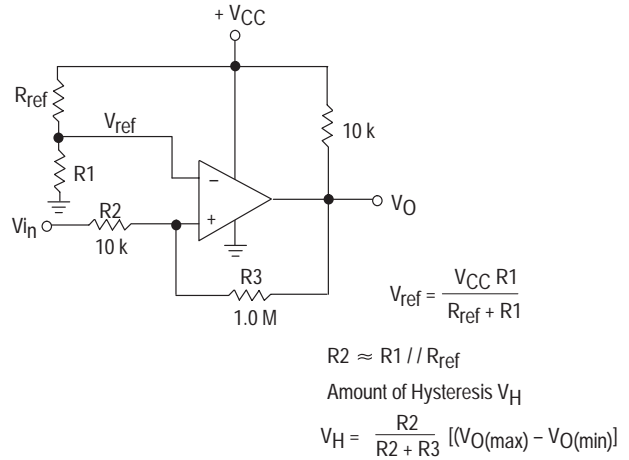 + VCC
Rref
Vref
10 k
R1
−
VO
R2
Vin
+
10 k
R3
1.0 M
Vref = VCC R1 / Rref + R1
R2 ≈ R1 // Rref
Amount of Hysteresis VH
VH = R2 / R2 + R3 [(VO(max) − VO(min)]